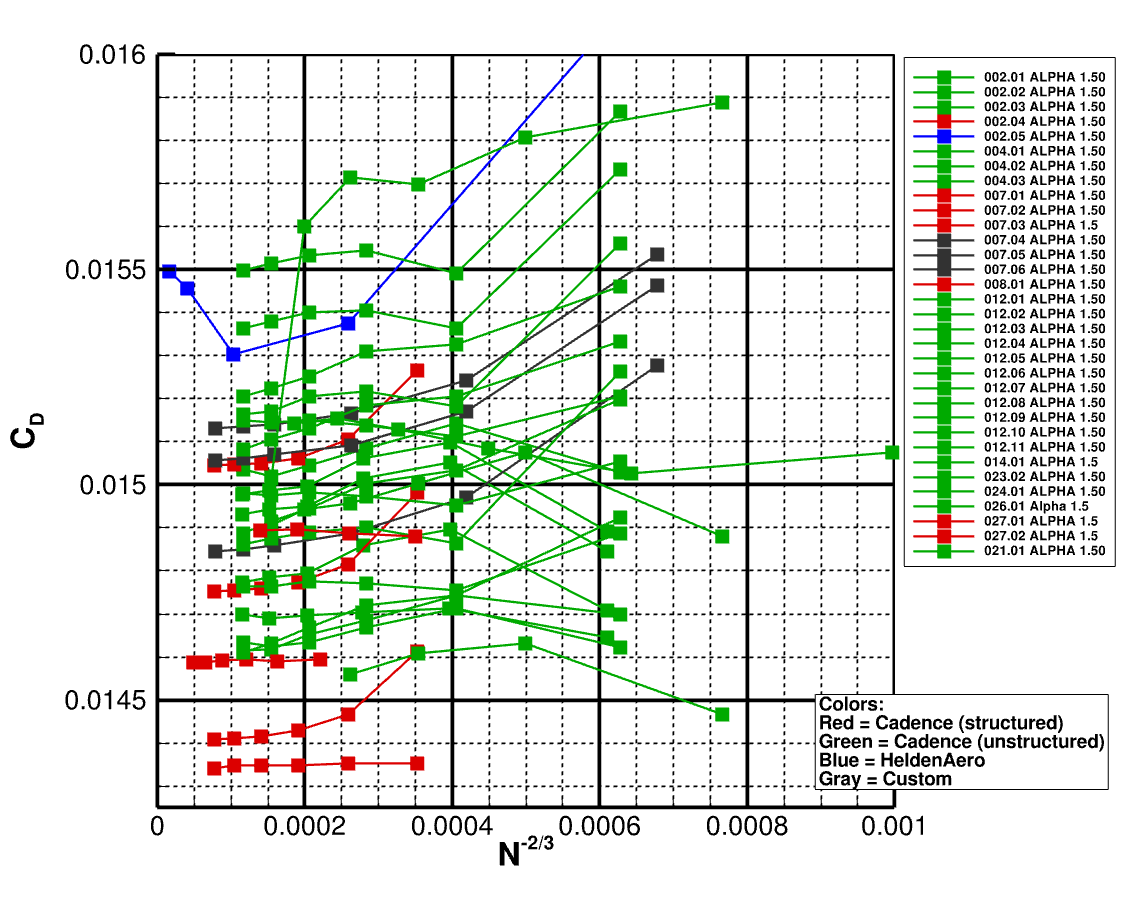 0.016
0.0155
0.015
0.0145
C_D
0
0.0002
0.0004
0.0006
0.0008
0.001
N^-2/3
002.01 ALPHA 1.50
002.02 ALPHA 1.50
002.03 ALPHA 1.50
002.04 ALPHA 1.50
002.05 ALPHA 1.50
004.01 ALPHA 1.50
004.02 ALPHA 1.50
004.03 ALPHA 1.50
007.01 ALPHA 1.50
007.02 ALPHA 1.50
007.03 ALPHA 1.5
007.04 ALPHA 1.50
007.05 ALPHA 1.50
007.06 ALPHA 1.50
008.01 ALPHA 1.50
012.01 ALPHA 1.50
012.02 ALPHA 1.50
012.03 ALPHA 1.50
012.04 ALPHA 1.50
012.05 ALPHA 1.50
012.06 ALPHA 1.50
012.07 ALPHA 1.50
012.08 ALPHA 1.50
012.09 ALPHA 1.50
012.10 ALPHA 1.50
012.11 ALPHA 1.50
014.01 ALPHA 1.5
023.02 ALPHA 1.50
024.01 ALPHA 1.50
026.01 Alpha 1.5
027.01 ALPHA 1.5
027.02 ALPHA 1.5
021.01 ALPHA 1.50
Colors:
Red = Cadence (structured)
Green = Cadence (unstructured)
Blue = HeldenAero
Gray = Custom